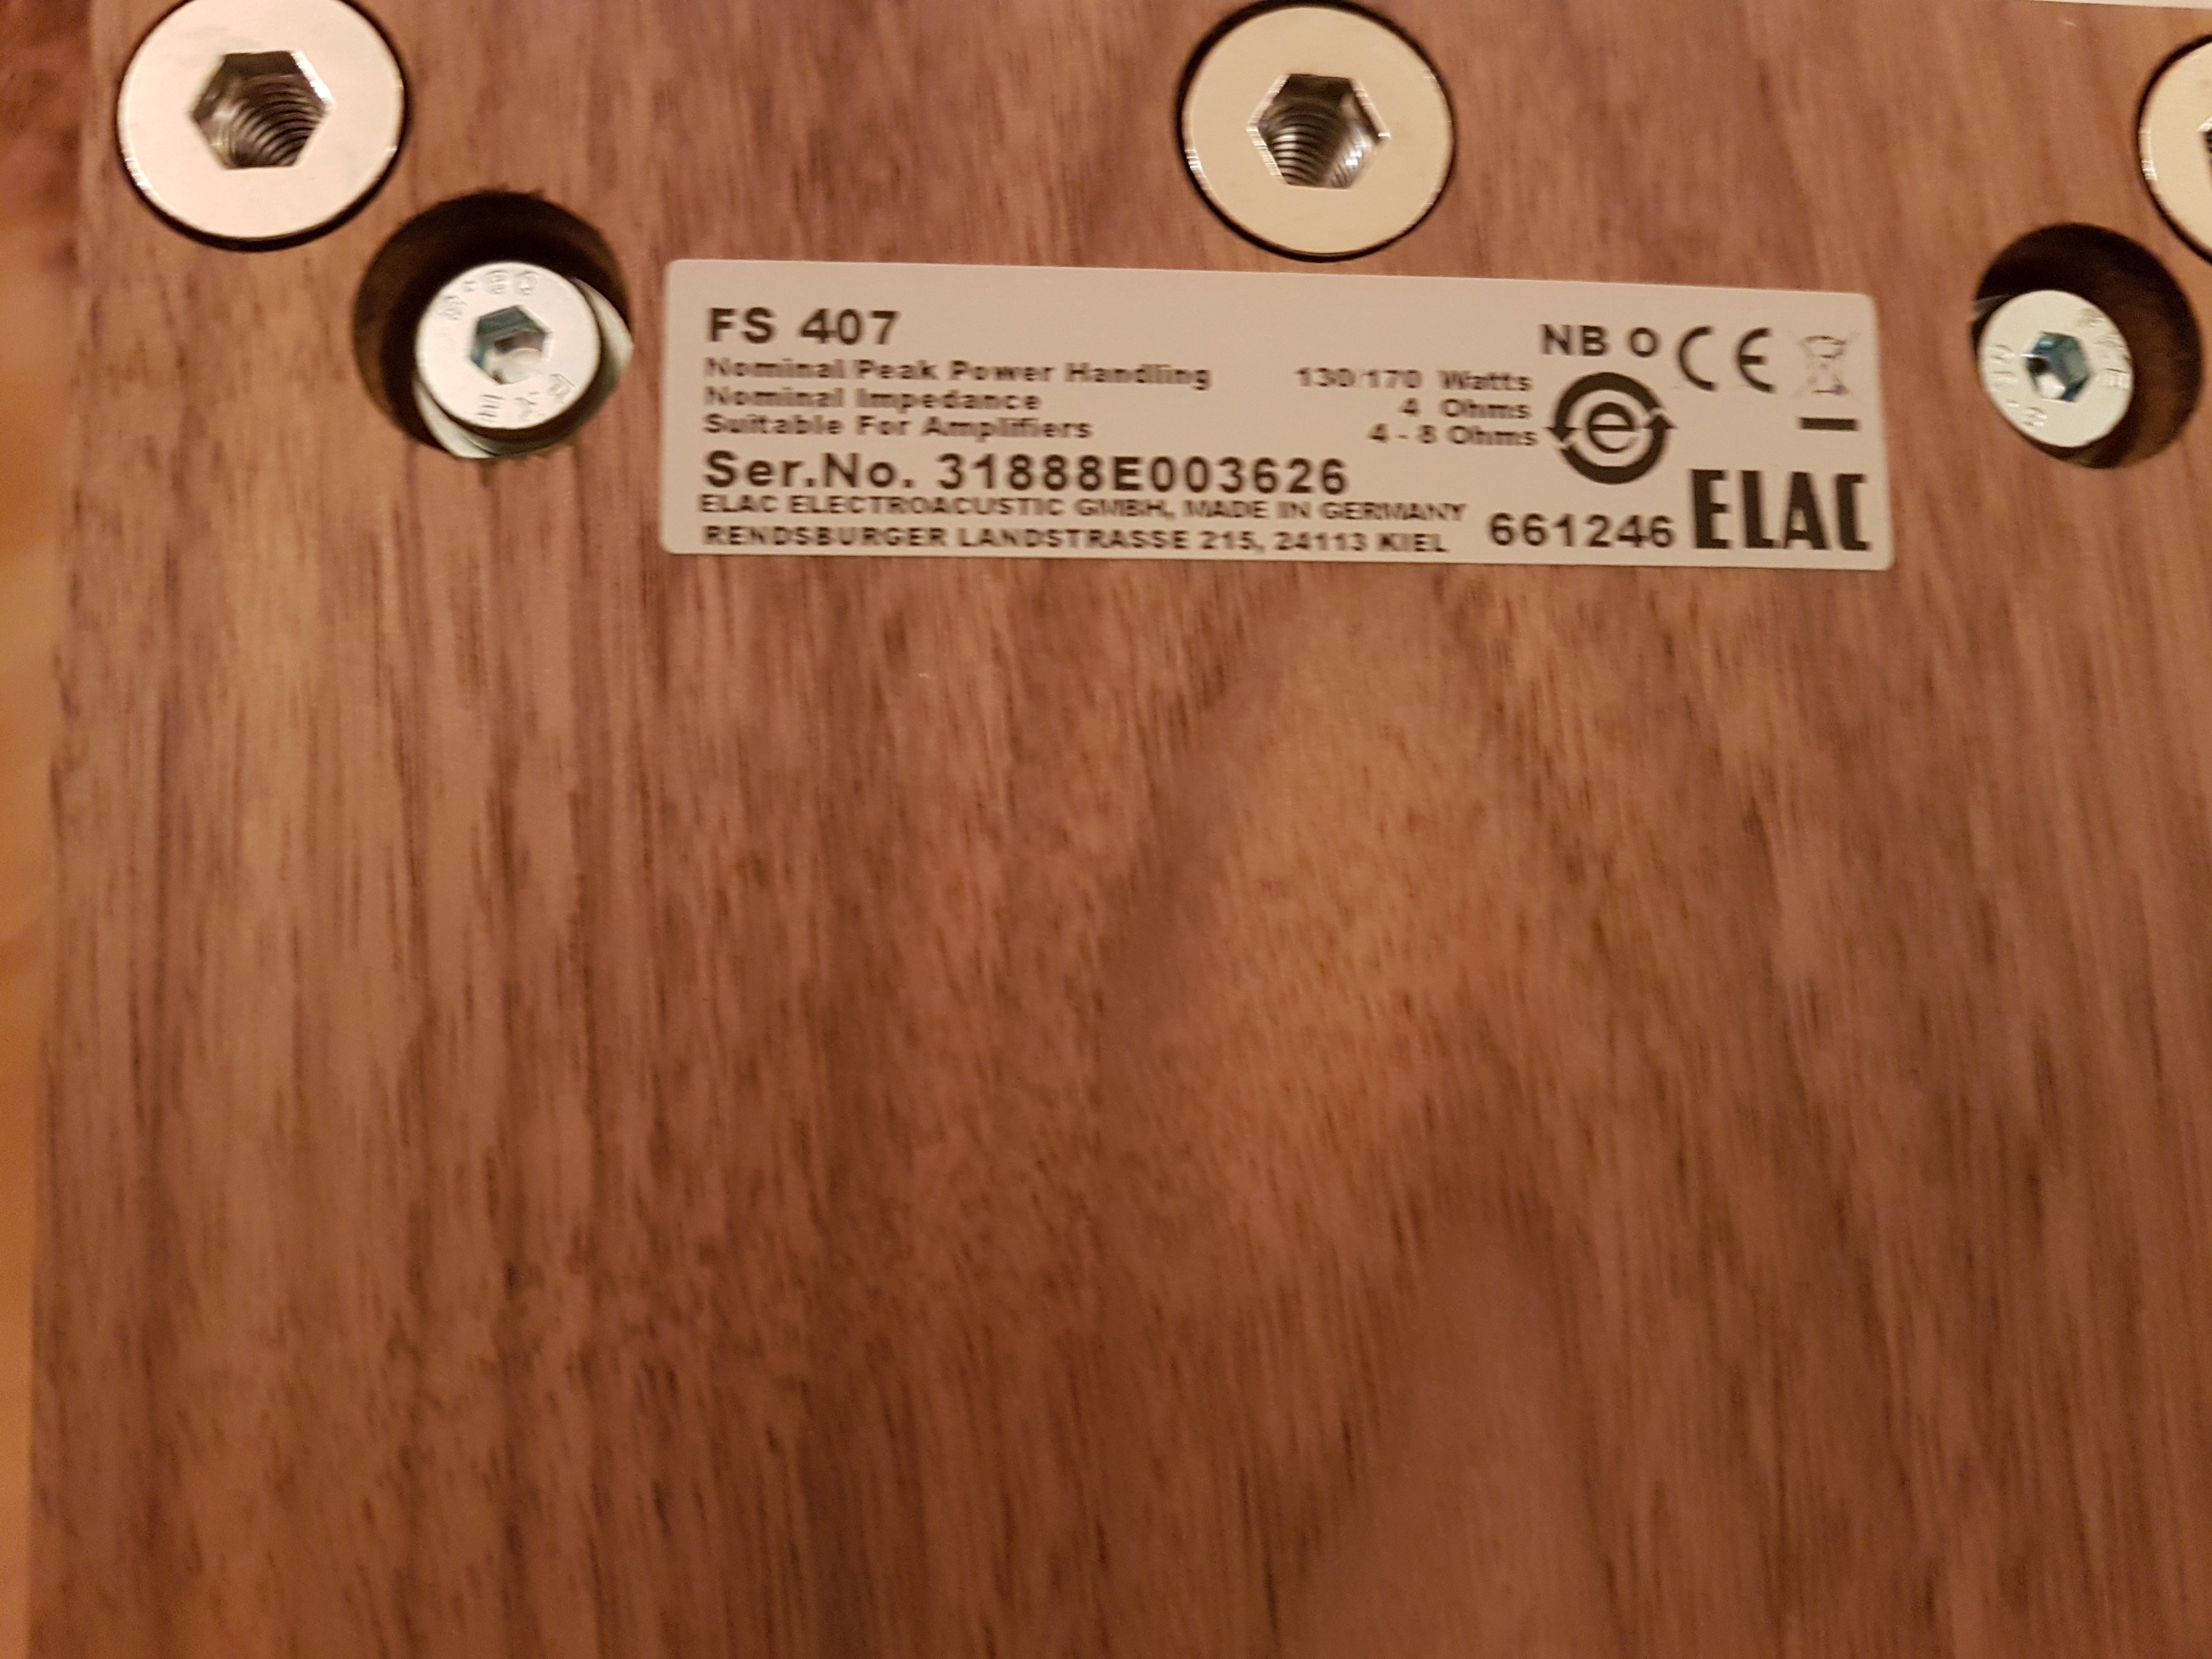 FS 407
NB O CE
Nominal/Peak Power Handling 130/170 Watts
Nominal Impedance 4 Ohms
Suitable For Amplifiers 4 - 8 Ohms
e
Ser.No. 31888E003626
ELAC ELECTROACUSTIC GMBH, MADE IN GERMANY
RENDSBURGER LANDSTRASSE 215, 24113 KIEL 661246 ELAC